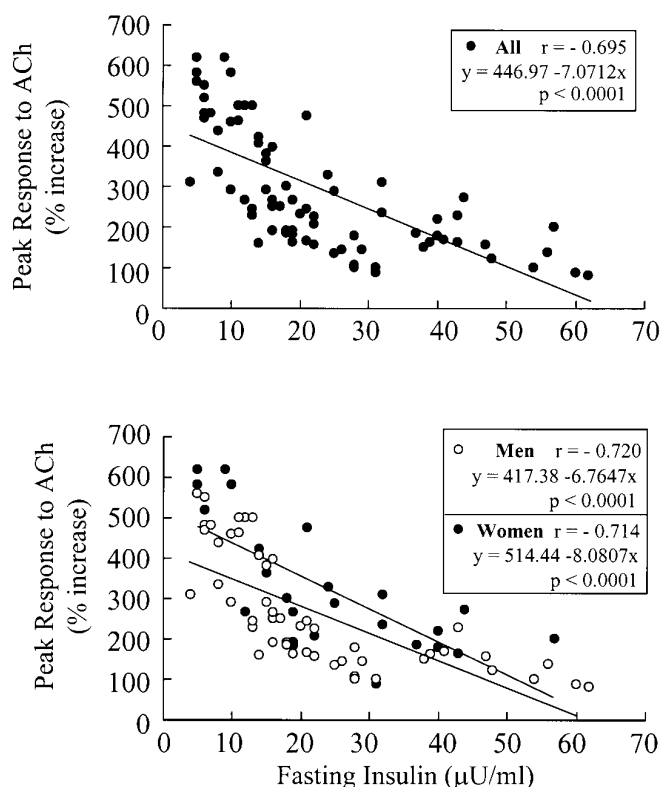 Peak Response to ACh
(% increase)
700
600
500
400
300
200
100
0
● All r = - 0.695
y = 446.97 -7.0712x
p < 0.0001
0 10 20 30 40 50 60 70
Peak Response to ACh
(% increase)
700
600
500
400
300
200
100
0
○ Men r = - 0.720
y = 417.38 -6.7647x
p < 0.0001
● Women r = - 0.714
y = 514.44 -8.0807x
p < 0.0001
0 10 20 30 40 50 60 70
Fasting Insulin (μU/ml)